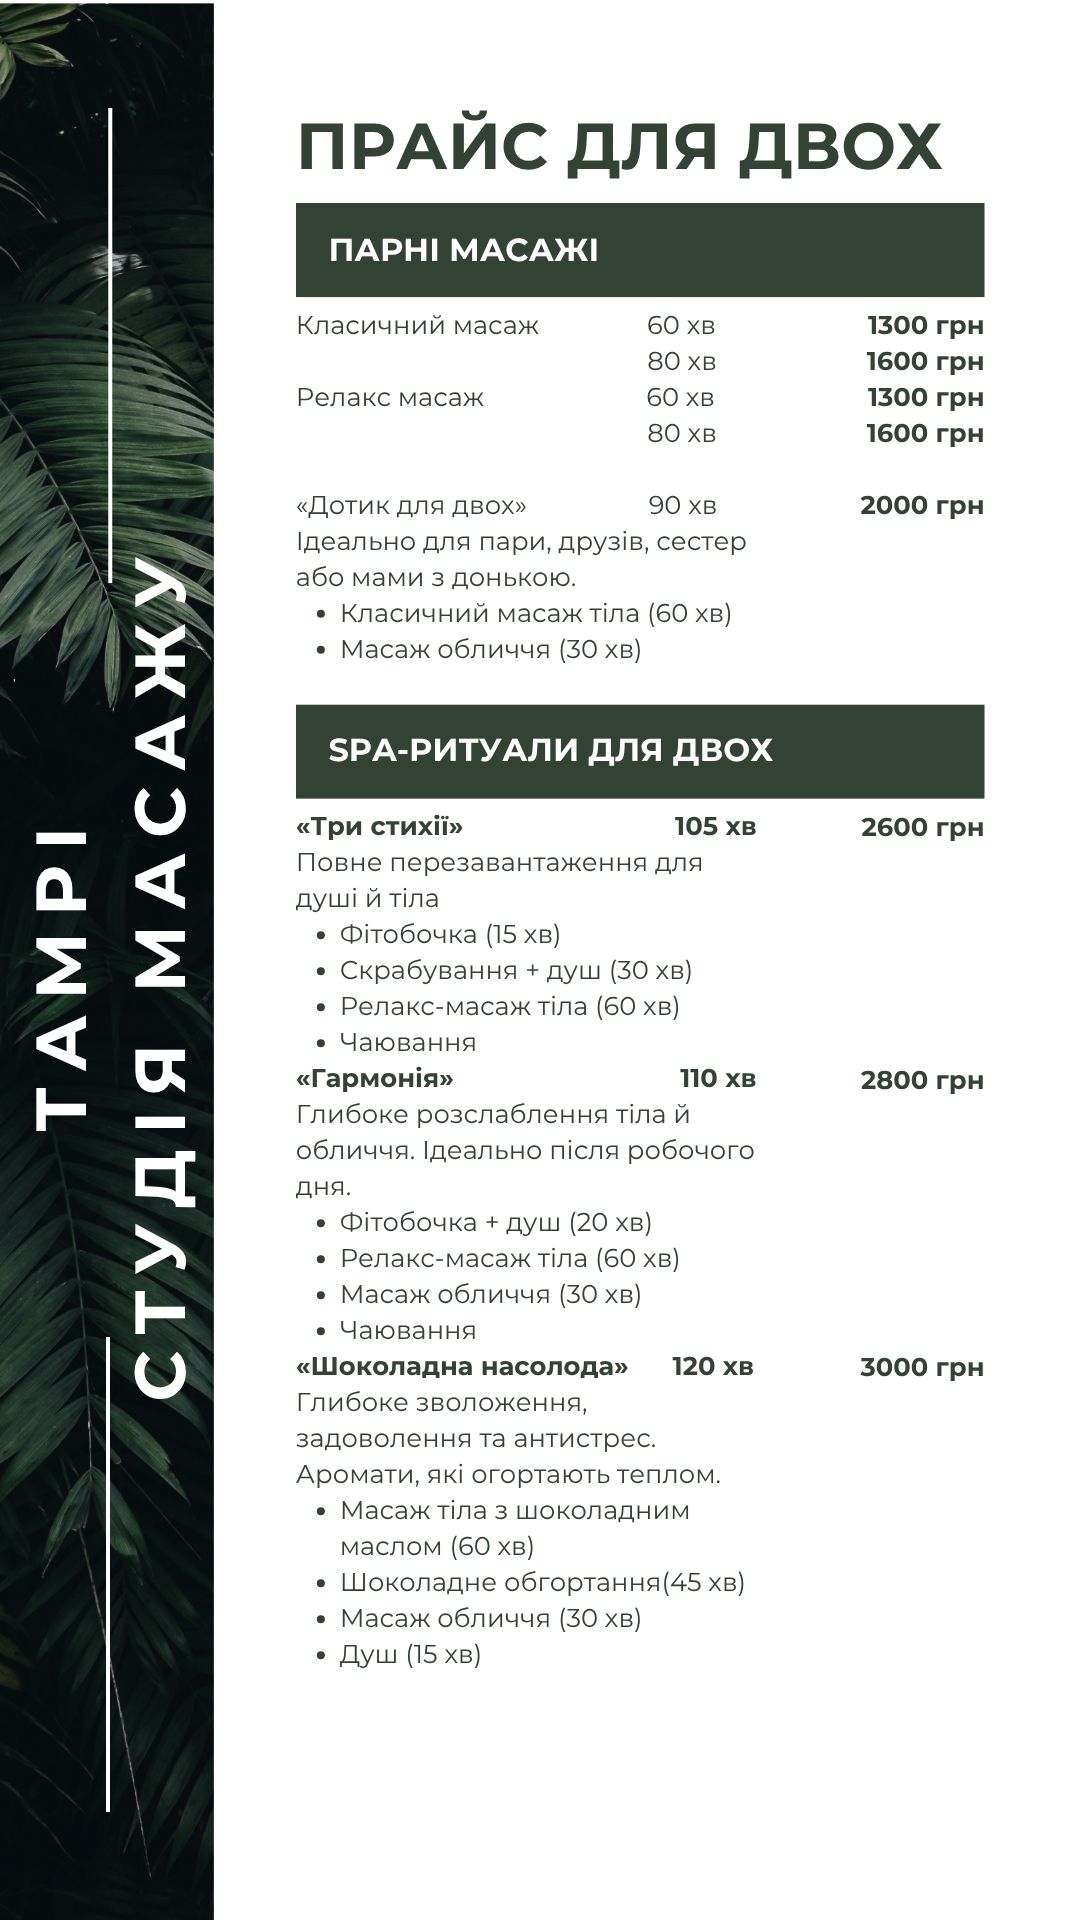 ТАМРІ
СТУДІЯ МАСАЖУ
ПРАЙС ДЛЯ ДВОХ
ПАРНІ МАСАЖІ
Класичний масаж 60 хв 1300 грн
80 хв 1600 грн
Релакс масаж 60 хв 1300 грн
80 хв 1600 грн
«Дотик для двох» 90 хв 2000 грн
Ідеально для пари, друзів, сестер
або мами з донькою.
• Класичний масаж тіла (60 хв)
• Масаж обличчя (30 хв)
SPA-РИТУАЛИ ДЛЯ ДВОХ
«Три стихії» 105 хв 2600 грн
Повне перезавантаження для
душі й тіла
• Фітобочка (15 хв)
• Скрабування + душ (30 хв)
• Релакс-масаж тіла (60 хв)
• Чаювання
«Гармонія» 110 хв 2800 грн
Глибоке розслаблення тіла й
обличчя. Ідеально після робочого
дня.
• Фітобочка + душ (20 хв)
• Релакс-масаж тіла (60 хв)
• Масаж обличчя (30 хв)
• Чаювання
«Шоколадна насолода» 120 хв 3000 грн
Глибоке зволоження,
задоволення та антистрес.
Аромати, які огортають теплом.
• Масаж тіла з шоколадним
маслом (60 хв)
• Шоколадне обгортання(45 хв)
• Масаж обличчя (30 хв)
• Душ (15 хв)